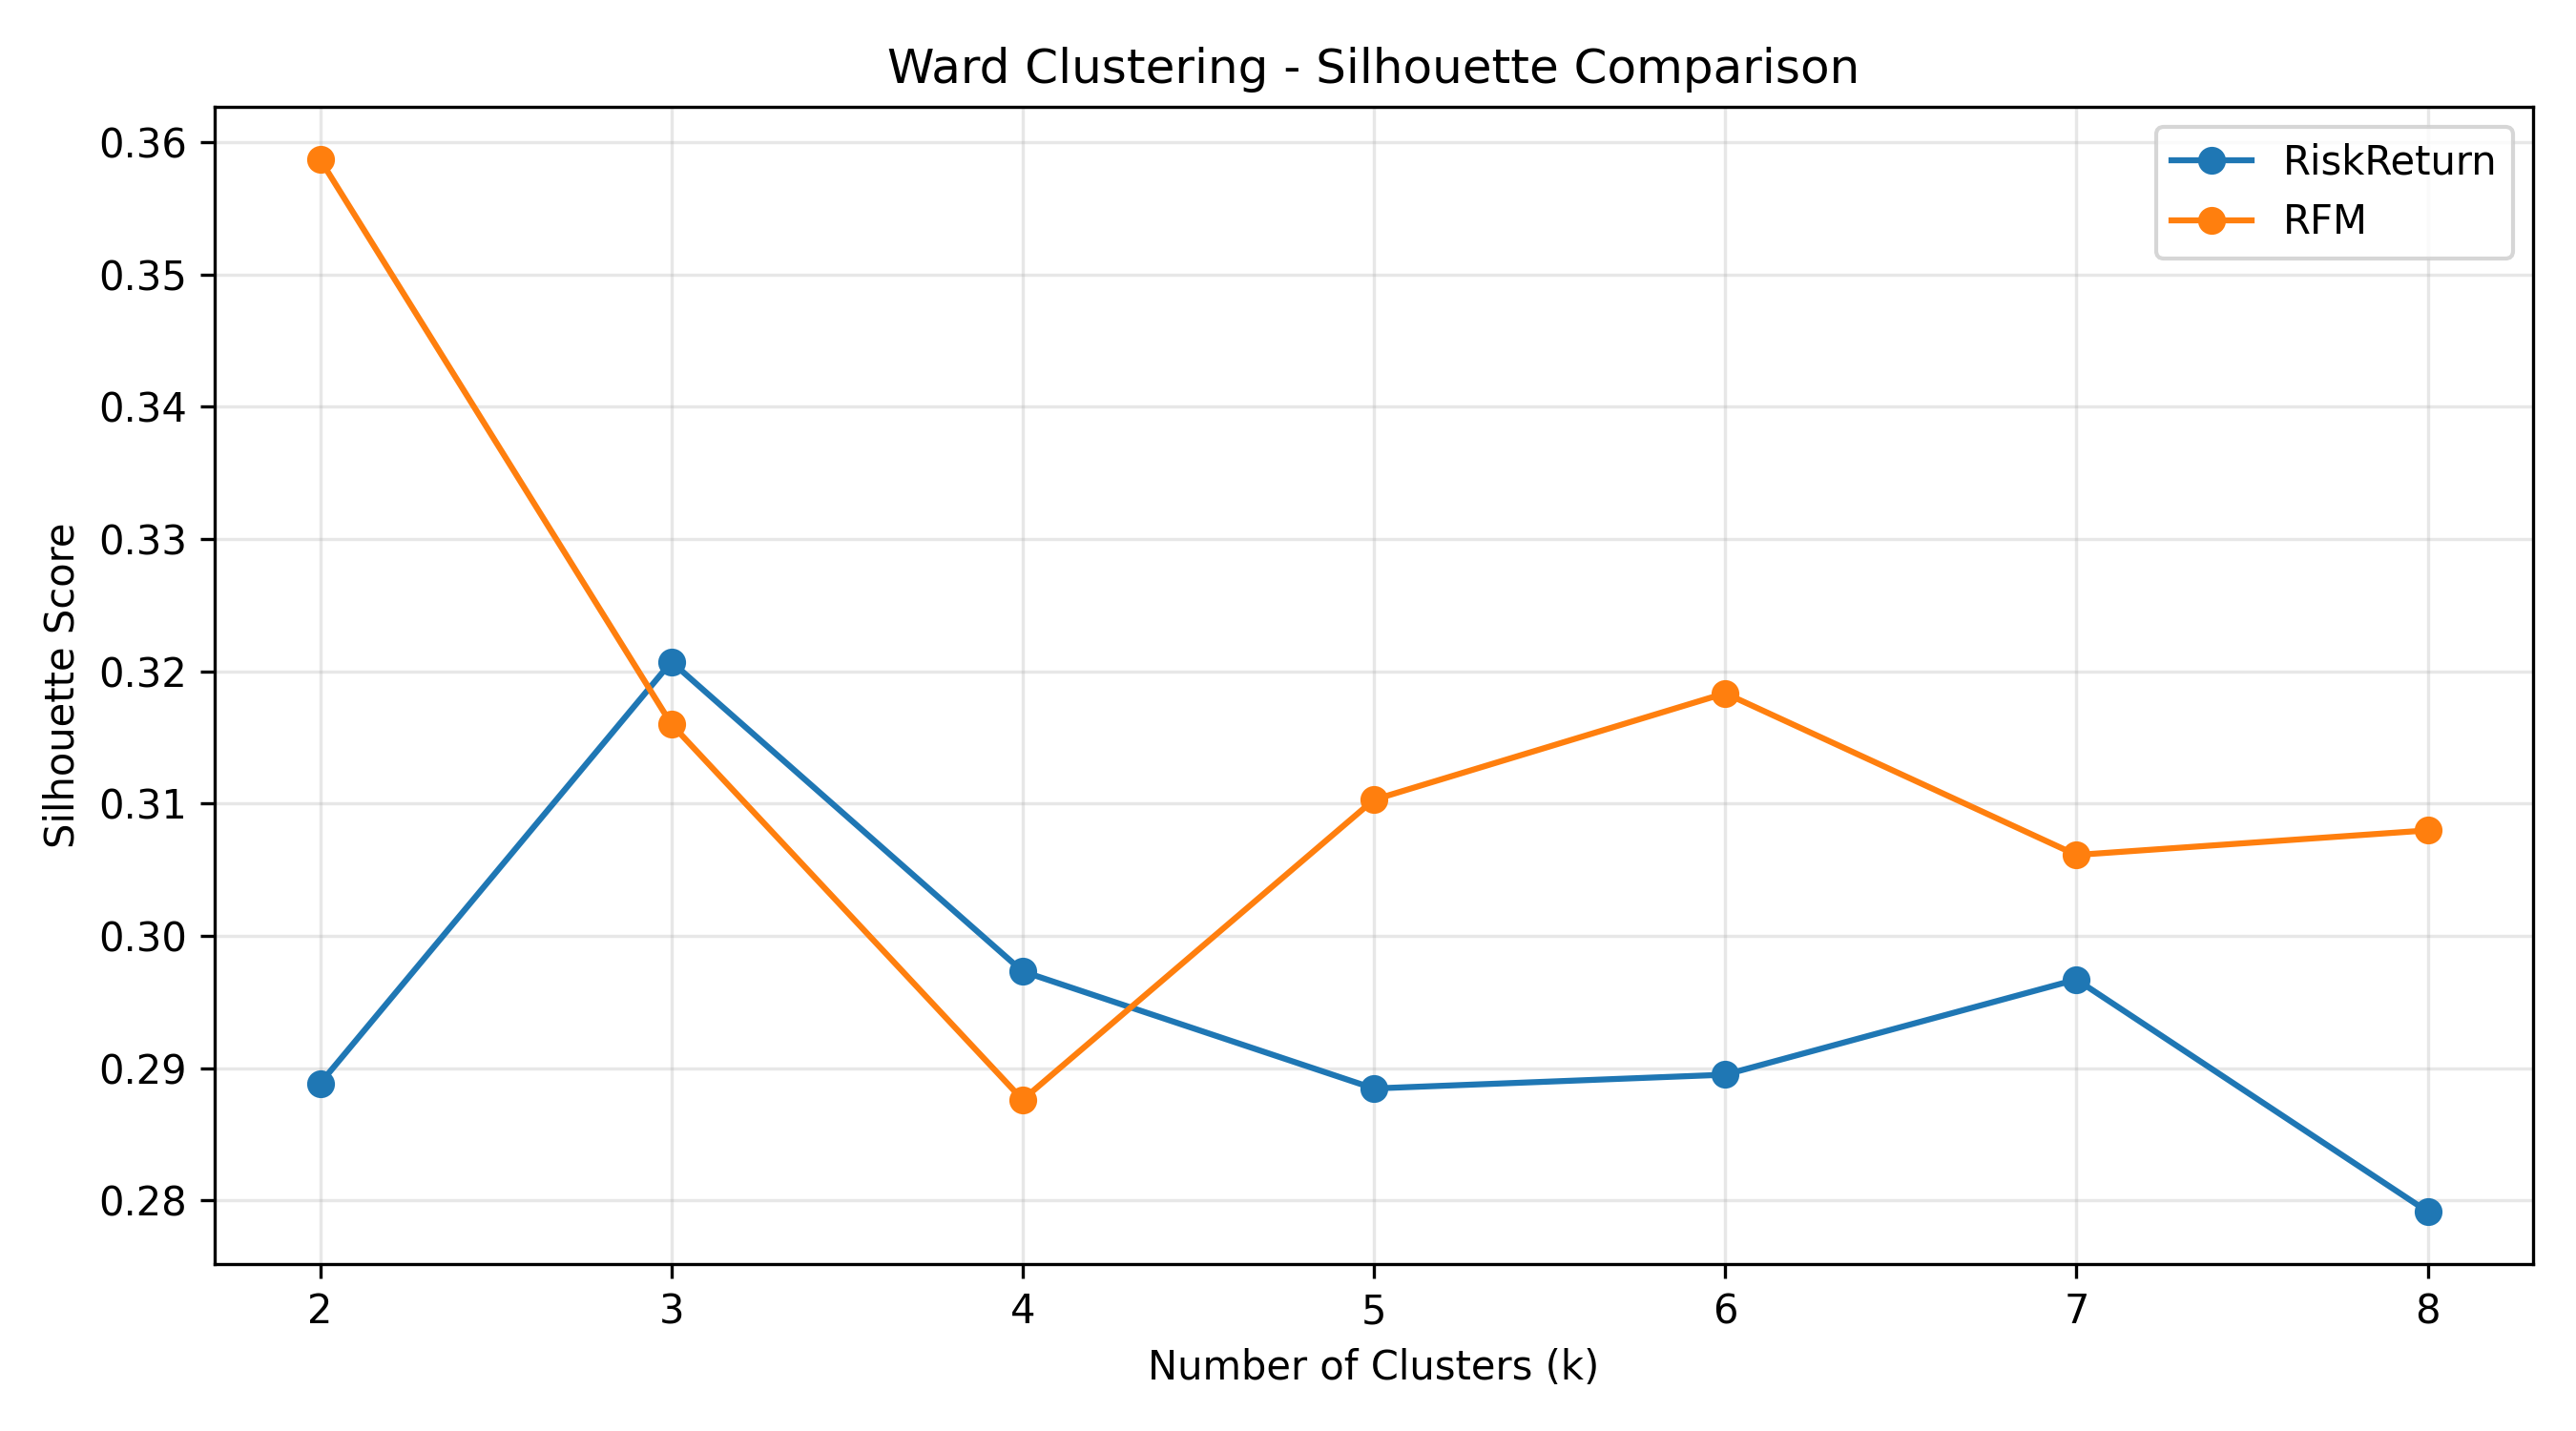 Ward Clustering - Silhouette Comparison
RiskReturn
RFM
Silhouette Score
0.36
0.35
0.34
0.33
0.32
0.31
0.30
0.29
0.28
2 3 4 5 6 7 8
Number of Clusters (k)